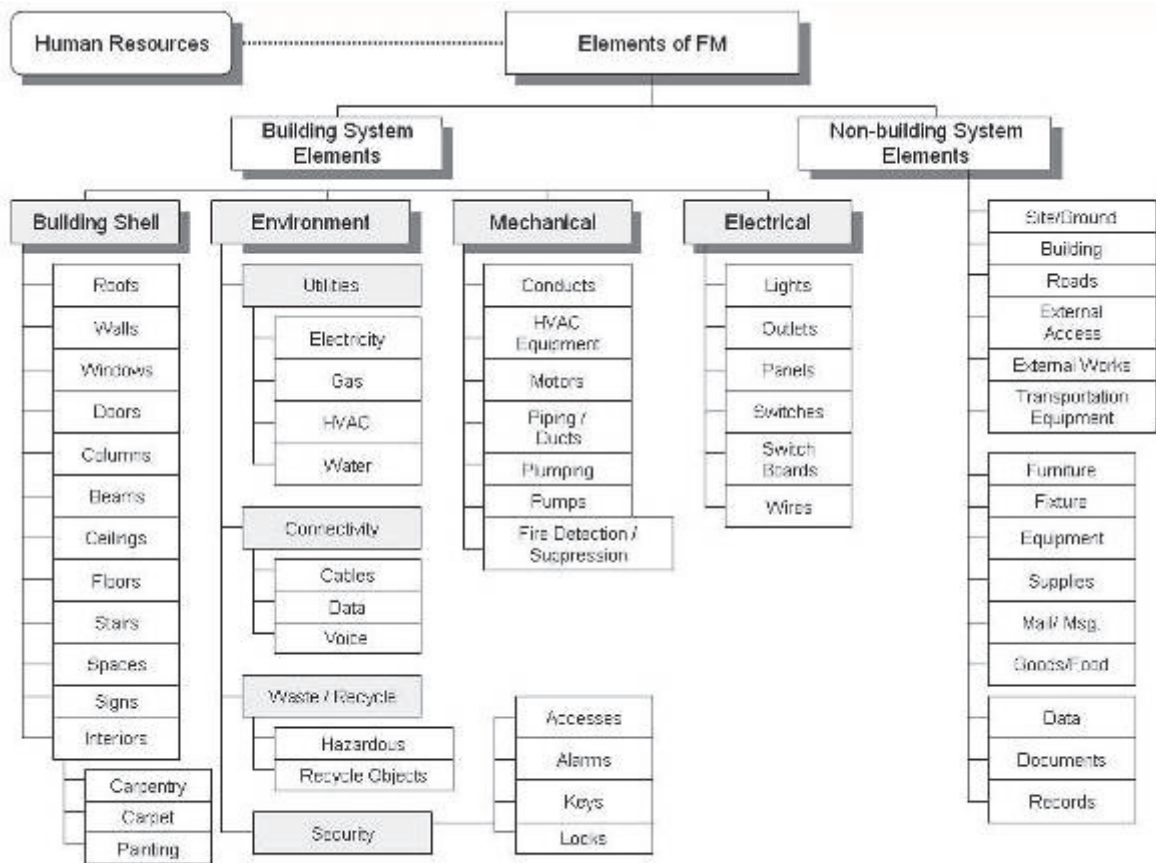 Human Resources
Elements of FM
Building System
Elements
Non-building System
Elements
Building Shell
Roofs
Walls
Windows
Doors
Columns
Beams
Ceilings
Floors
Stairs
Spaces
Signs
Interiors
Carpentry
Carpet
Painting
Environment
Utilities
Electricity
Gas
HVAC
Water
Connectivity
Cables
Data
Voice
Waste / Recycle
Hazardous
Recycle Objects
Security
Accesses
Alarms
Keys
Locks
Mechanical
Conducts
HVAC
Equipment
Motors
Piping /
Ducts
Plumping
Pumps
Fire Detection /
Suppression
Electrical
Lights
Outlets
Panels
Switches
Switch
Boards
Wires
Site/Ground
Building
Roads
External
Access
External Works
Transportation
Equipment
Furniture
Fixture
Equipment
Supplies
Mail/ Msg.
Goods/Food
Data
Documents
Records